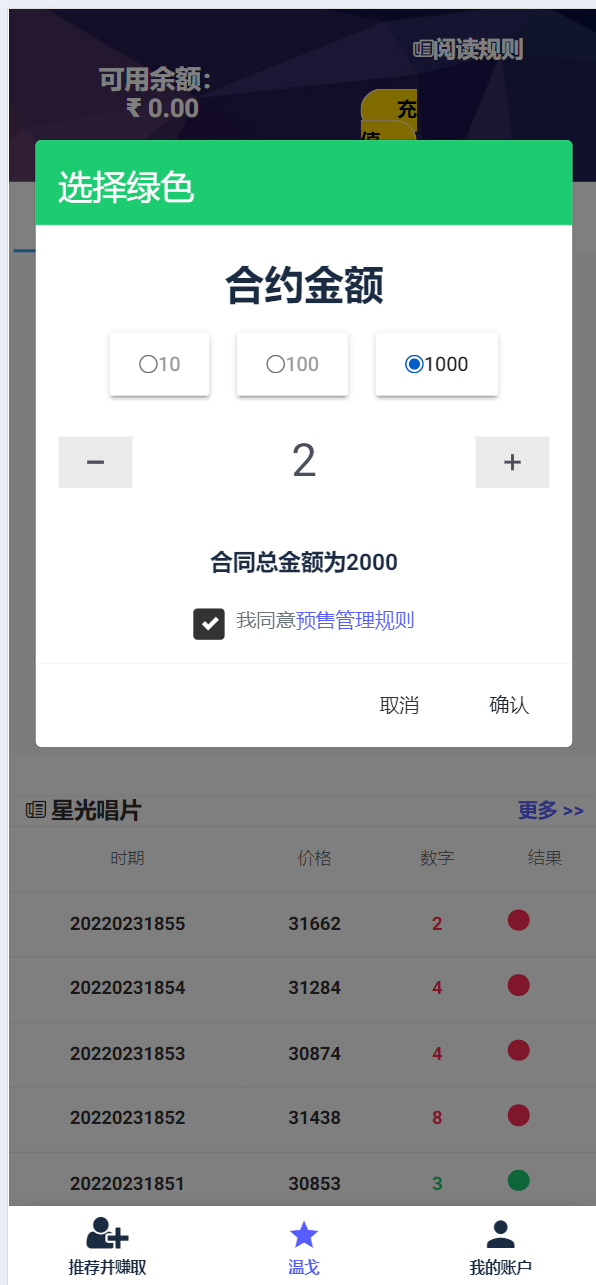 阅读规则
可用余额：
₹ 0.00
充
值
选择绿色
合约金额
10 100 1000
− 2 +
合同总金额为2000
我同意预售管理规则
取消 确认
星光唱片 更多 >>
时期 价格 数字 结果
20220231855 31662 2
20220231854 31284 4
20220231853 30874 4
20220231852 31438 8
20220231851 30853 3
推荐并赚取 温戈 我的账户